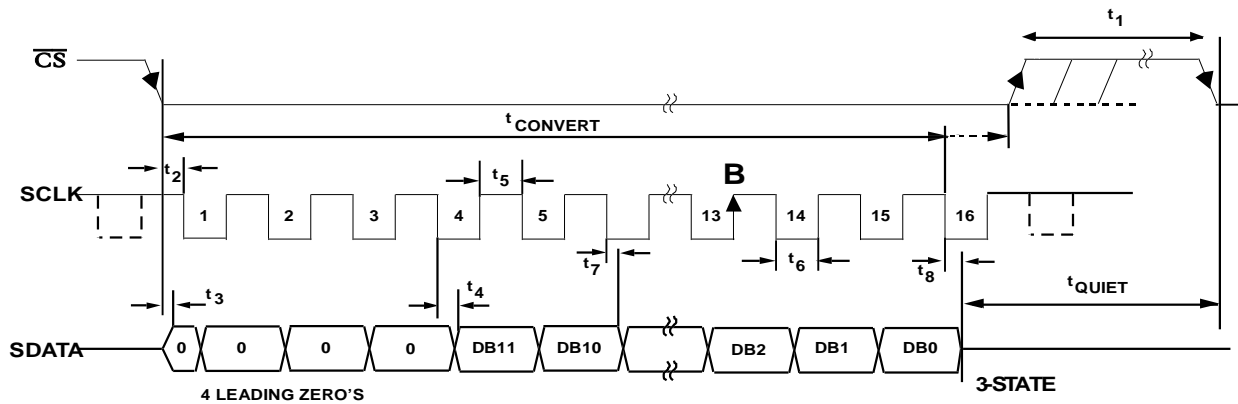 t1
CS
tCONVERT
t2
t5
B
SCLK
1 2 3 4 5 13 14 15 16
t7
t6
t8
t3
t4
tQUIET
SDATA
0 0 0 0 DB11 DB10 DB2 DB1 DB0
4 LEADING ZERO'S
3-STATE